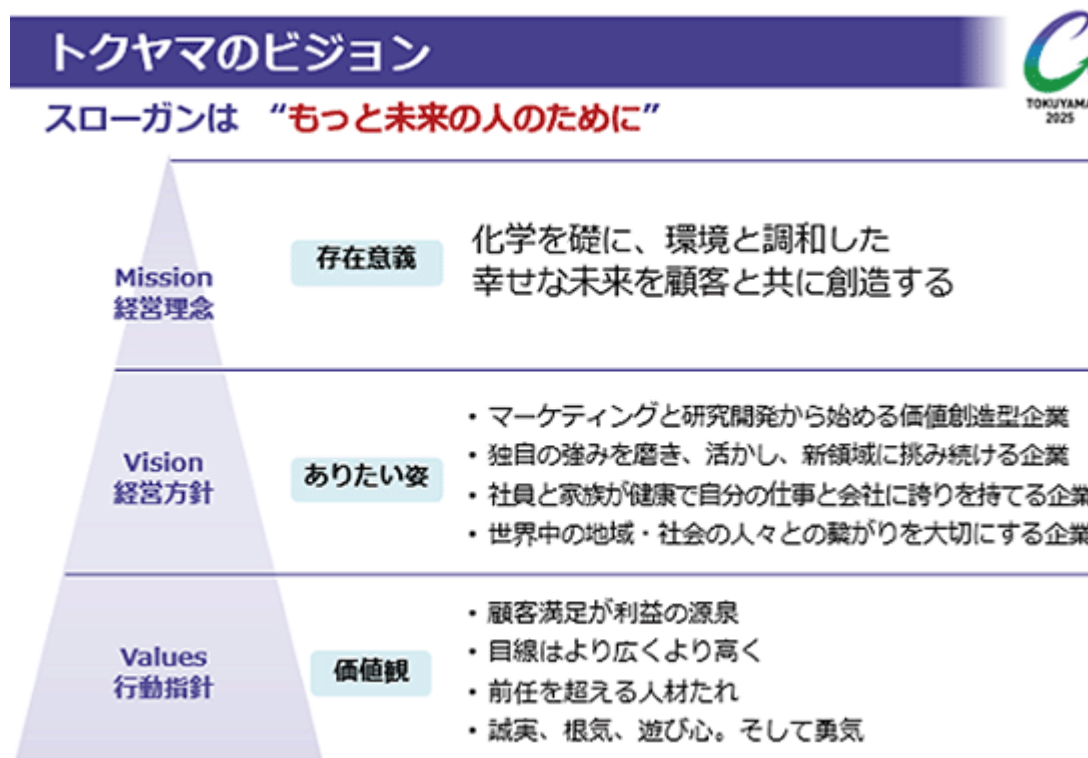 トクヤマのビジョン
TOKUYAMA
2025
スローガンは “もっと未来の人のために”
Mission
経営理念
存在意義
化学を礎に、環境と調和した
幸せな未来を顧客と共に創造する
Vision
経営方針
ありたい姿
・マーケティングと研究開発から始める価値創造型企業
・独自の強みを磨き、活かし、新領域に挑み続ける企業
・社員と家族が健康で自分の仕事と会社に誇りを持てる企業
・世界中の地域・社会の人々との繋がりを大切にする企業
Values
行動指針
価値観
・顧客満足が利益の源泉
・目線はより広くより高く
・前任を超える人材たれ
・誠実、根気、遊び心。そして勇気